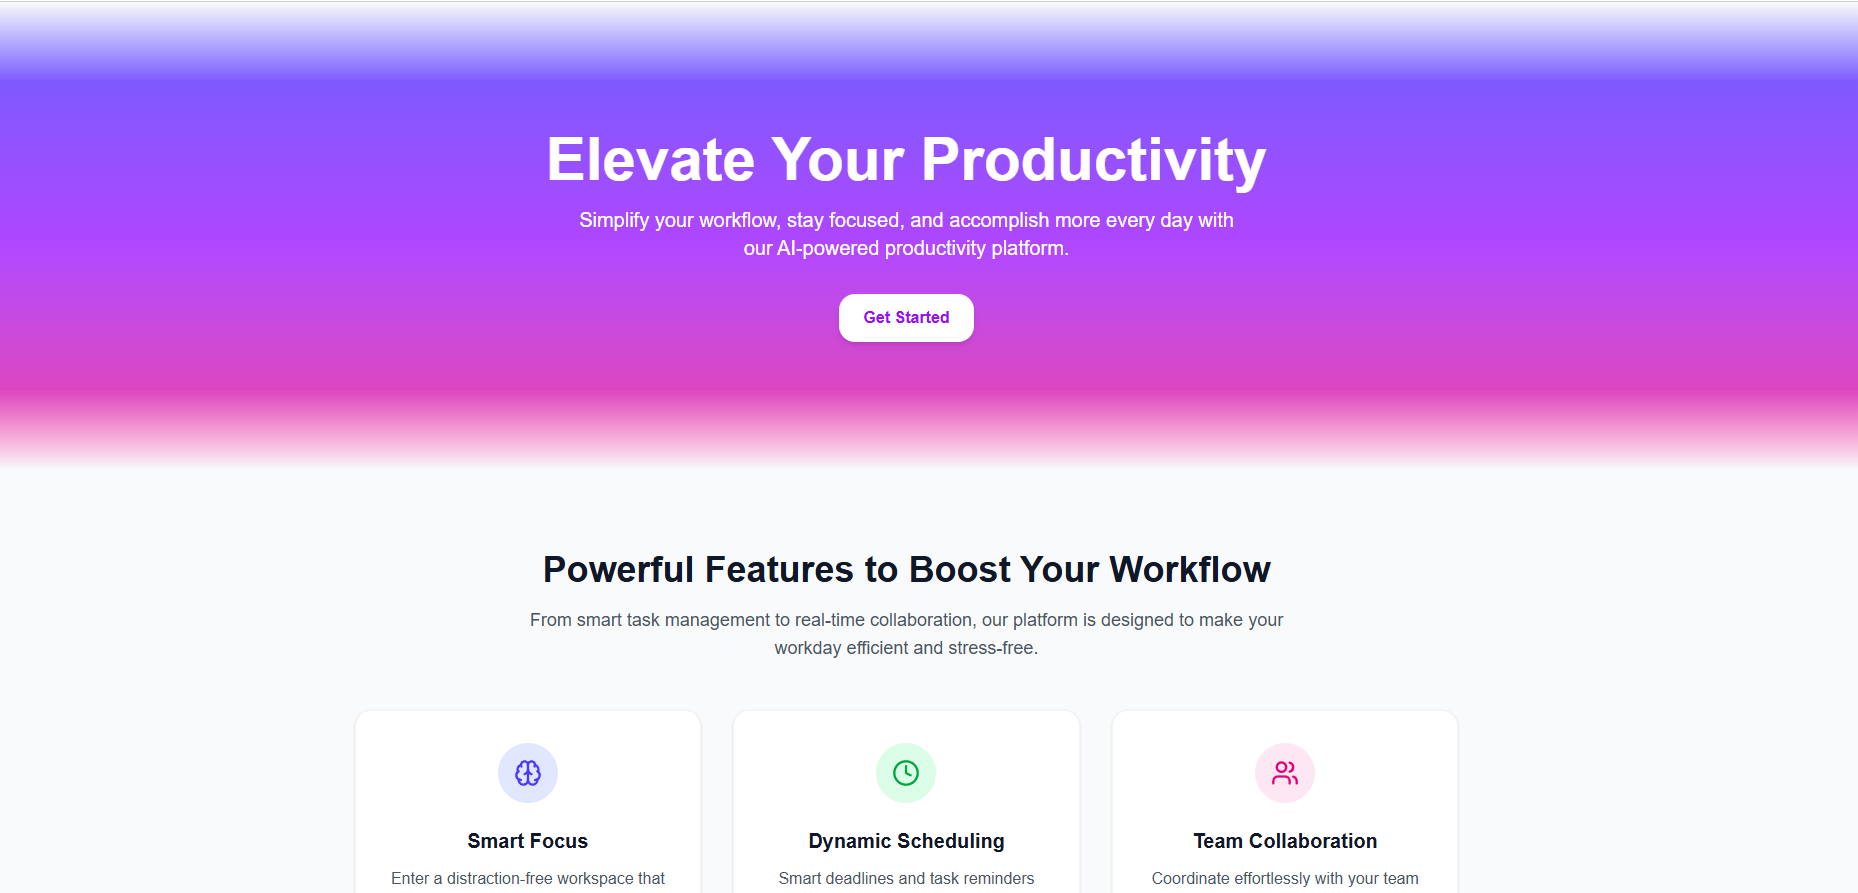 Elevate Your Productivity
Simplify your workflow, stay focused, and accomplish more every day with
our AI-powered productivity platform.
Get Started
Powerful Features to Boost Your Workflow
From smart task management to real-time collaboration, our platform is designed to make your
workday efficient and stress-free.
Smart Focus
Enter a distraction-free workspace that
Dynamic Scheduling
Smart deadlines and task reminders
Team Collaboration
Coordinate effortlessly with your team